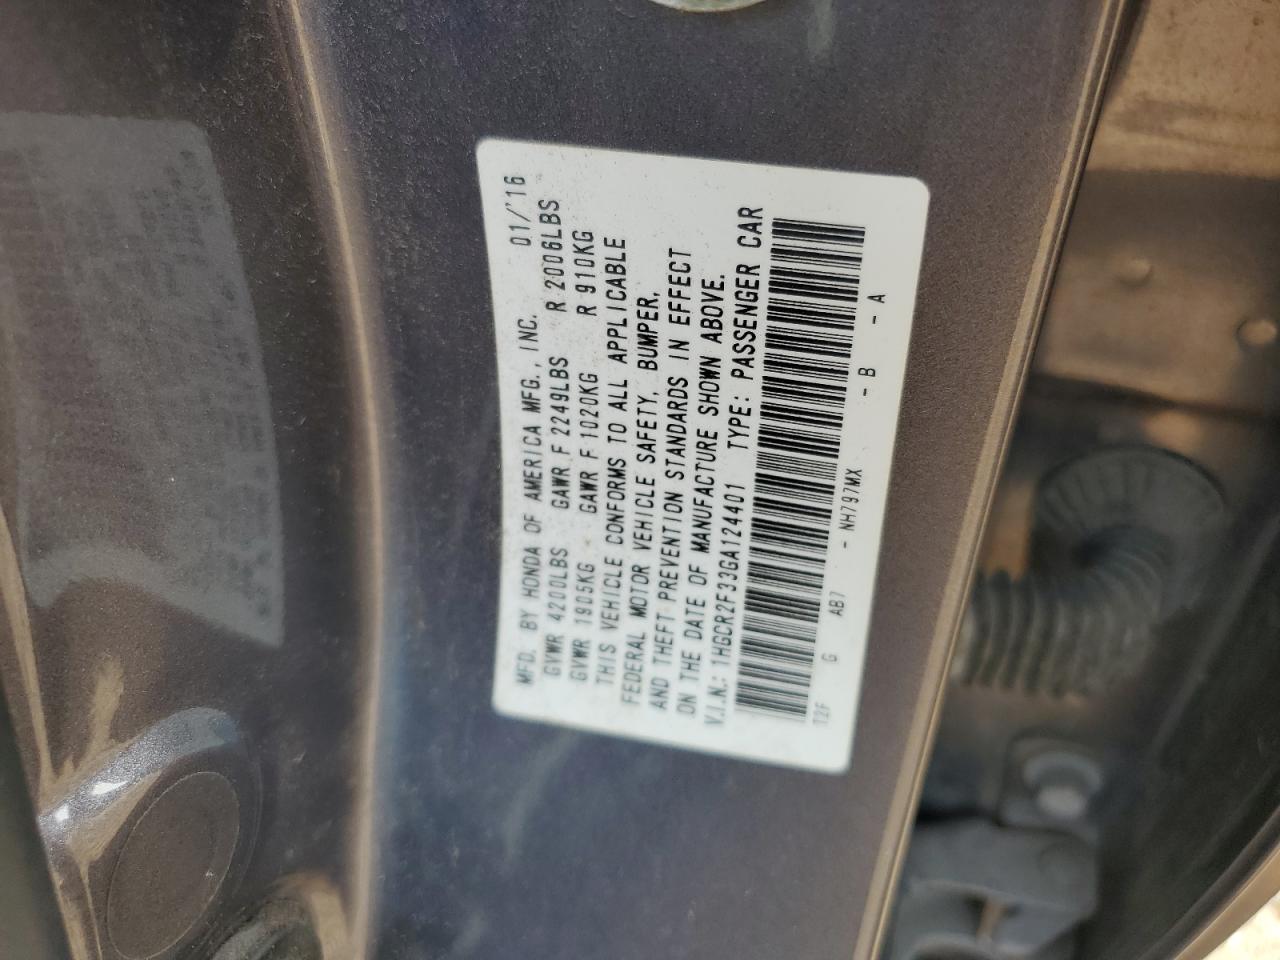 MFD. BY HONDA OF AMERICA MFG., INC. 01/'16
GVWR 4200LBS GAWR F 2249LBS R 2006LBS
GVWR 1905KG GAWR F 1020KG R 910KG
THIS VEHICLE CONFORMS TO ALL APPLICABLE
FEDERAL MOTOR VEHICLE SAFETY, BUMPER,
AND THEFT PREVENTION STANDARDS IN EFFECT
ON THE DATE OF MANUFACTURE SHOWN ABOVE.
V.I.N.: 1HGCR2F33GA124401 TYPE: PASSENGER CAR
T2F G AB7 - NH797MX - B - A